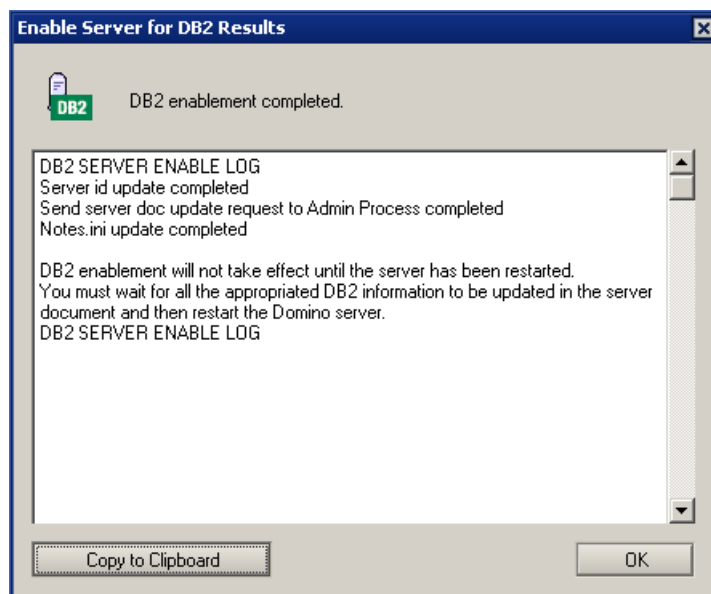 Enable Server for DB2 Results
DB2
DB2 enablement completed.
DB2 SERVER ENABLE LOG
Server id update completed
Send server doc update request to Admin Process completed
Notes.ini update completed
DB2 enablement will not take effect until the server has been restarted.
You must wait for all the appropriated DB2 information to be updated in the server
document and then restart the Domino server.
DB2 SERVER ENABLE LOG
Copy to Clipboard
OK